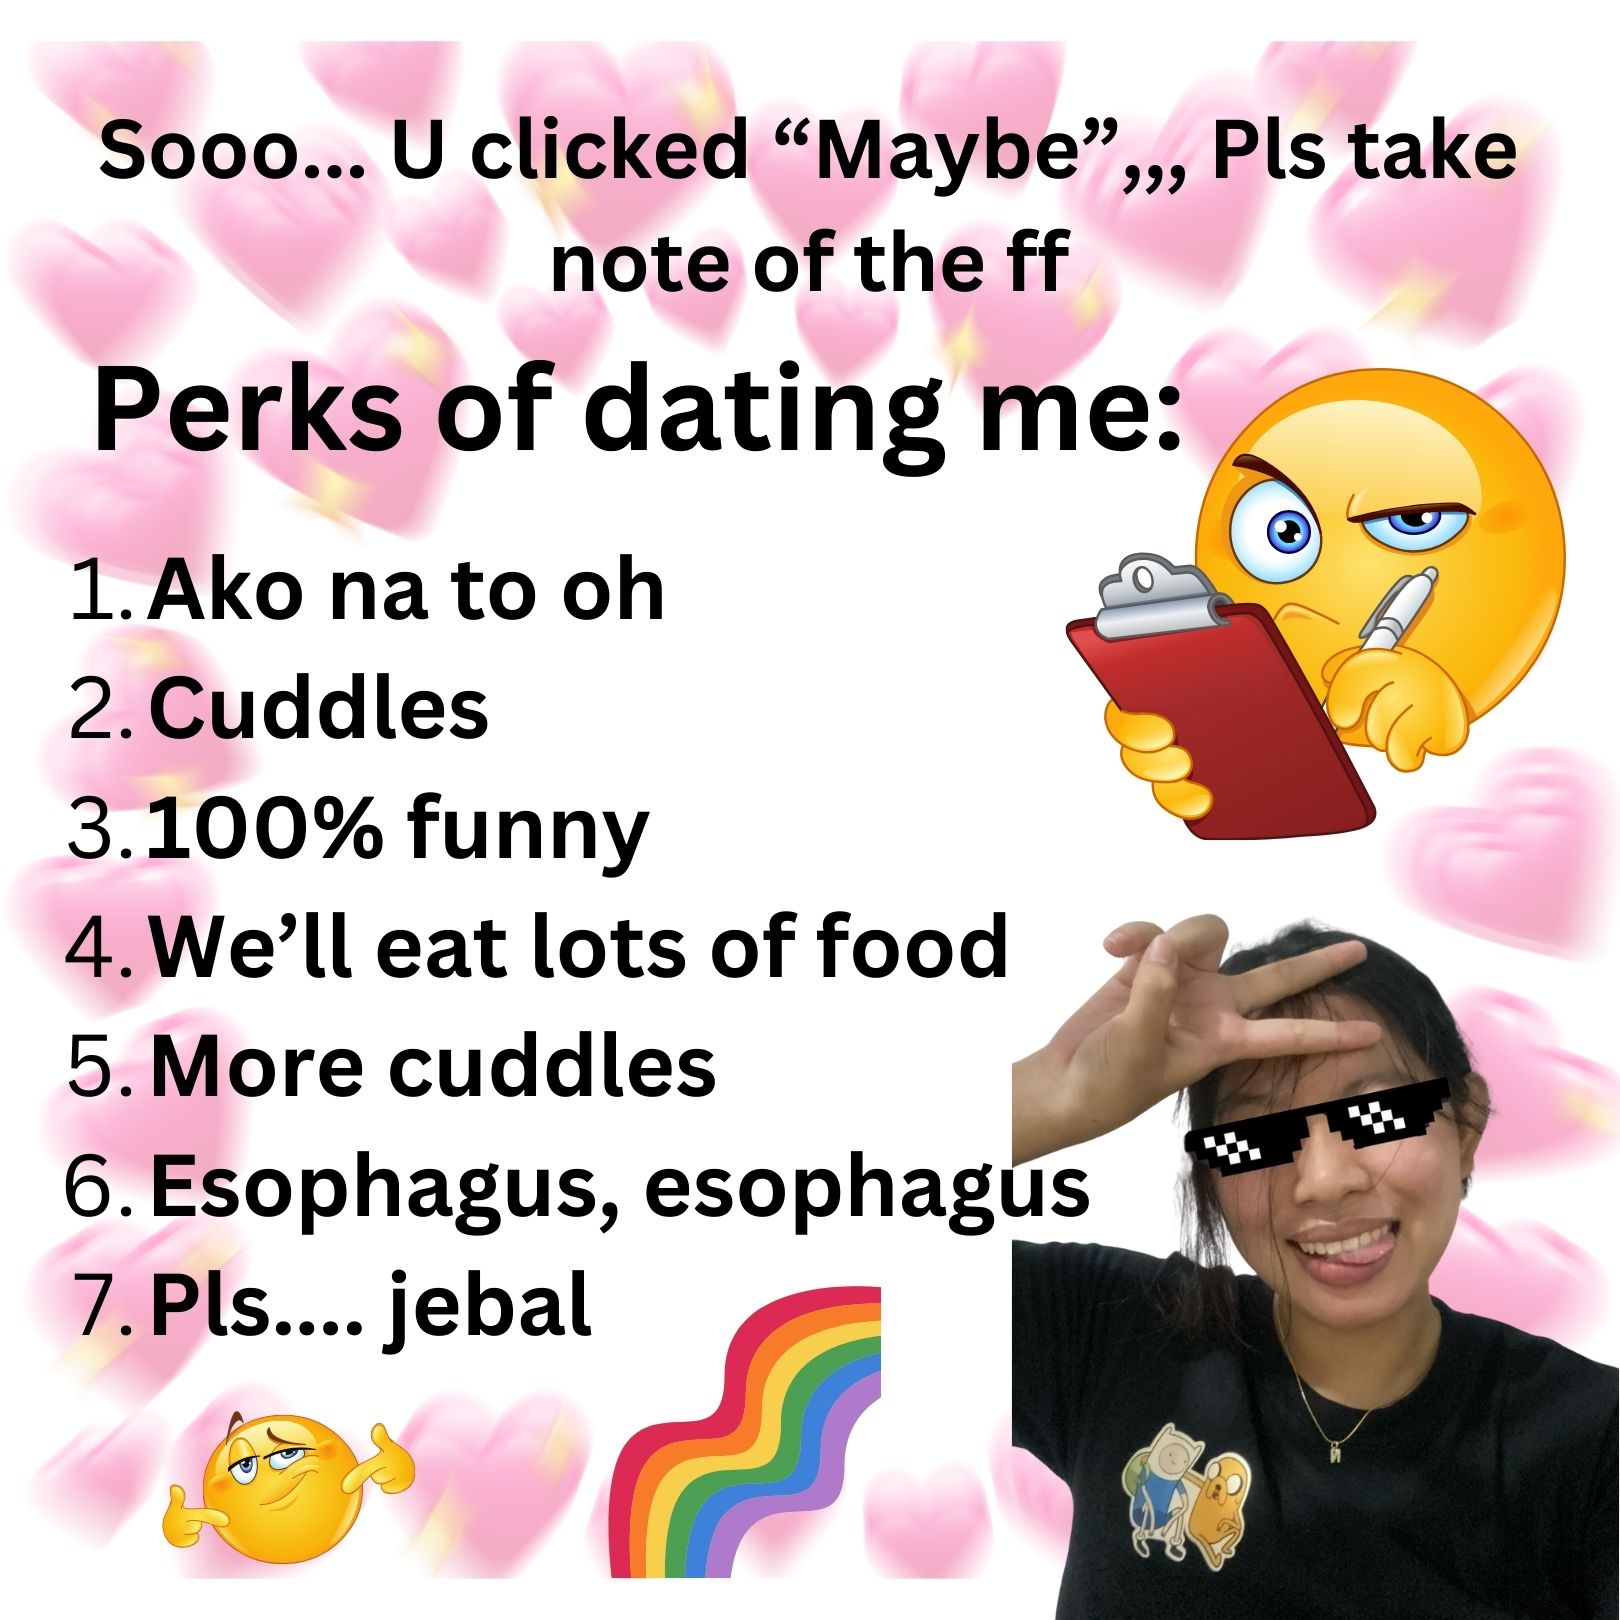 Sooo... U clicked “Maybe”,,, Pls take
note of the ff
Perks of dating me:
1. Ako na to oh
2. Cuddles
3. 100% funny
4. We’ll eat lots of food
5. More cuddles
6. Esophagus, esophagus
7. Pls.... jebal